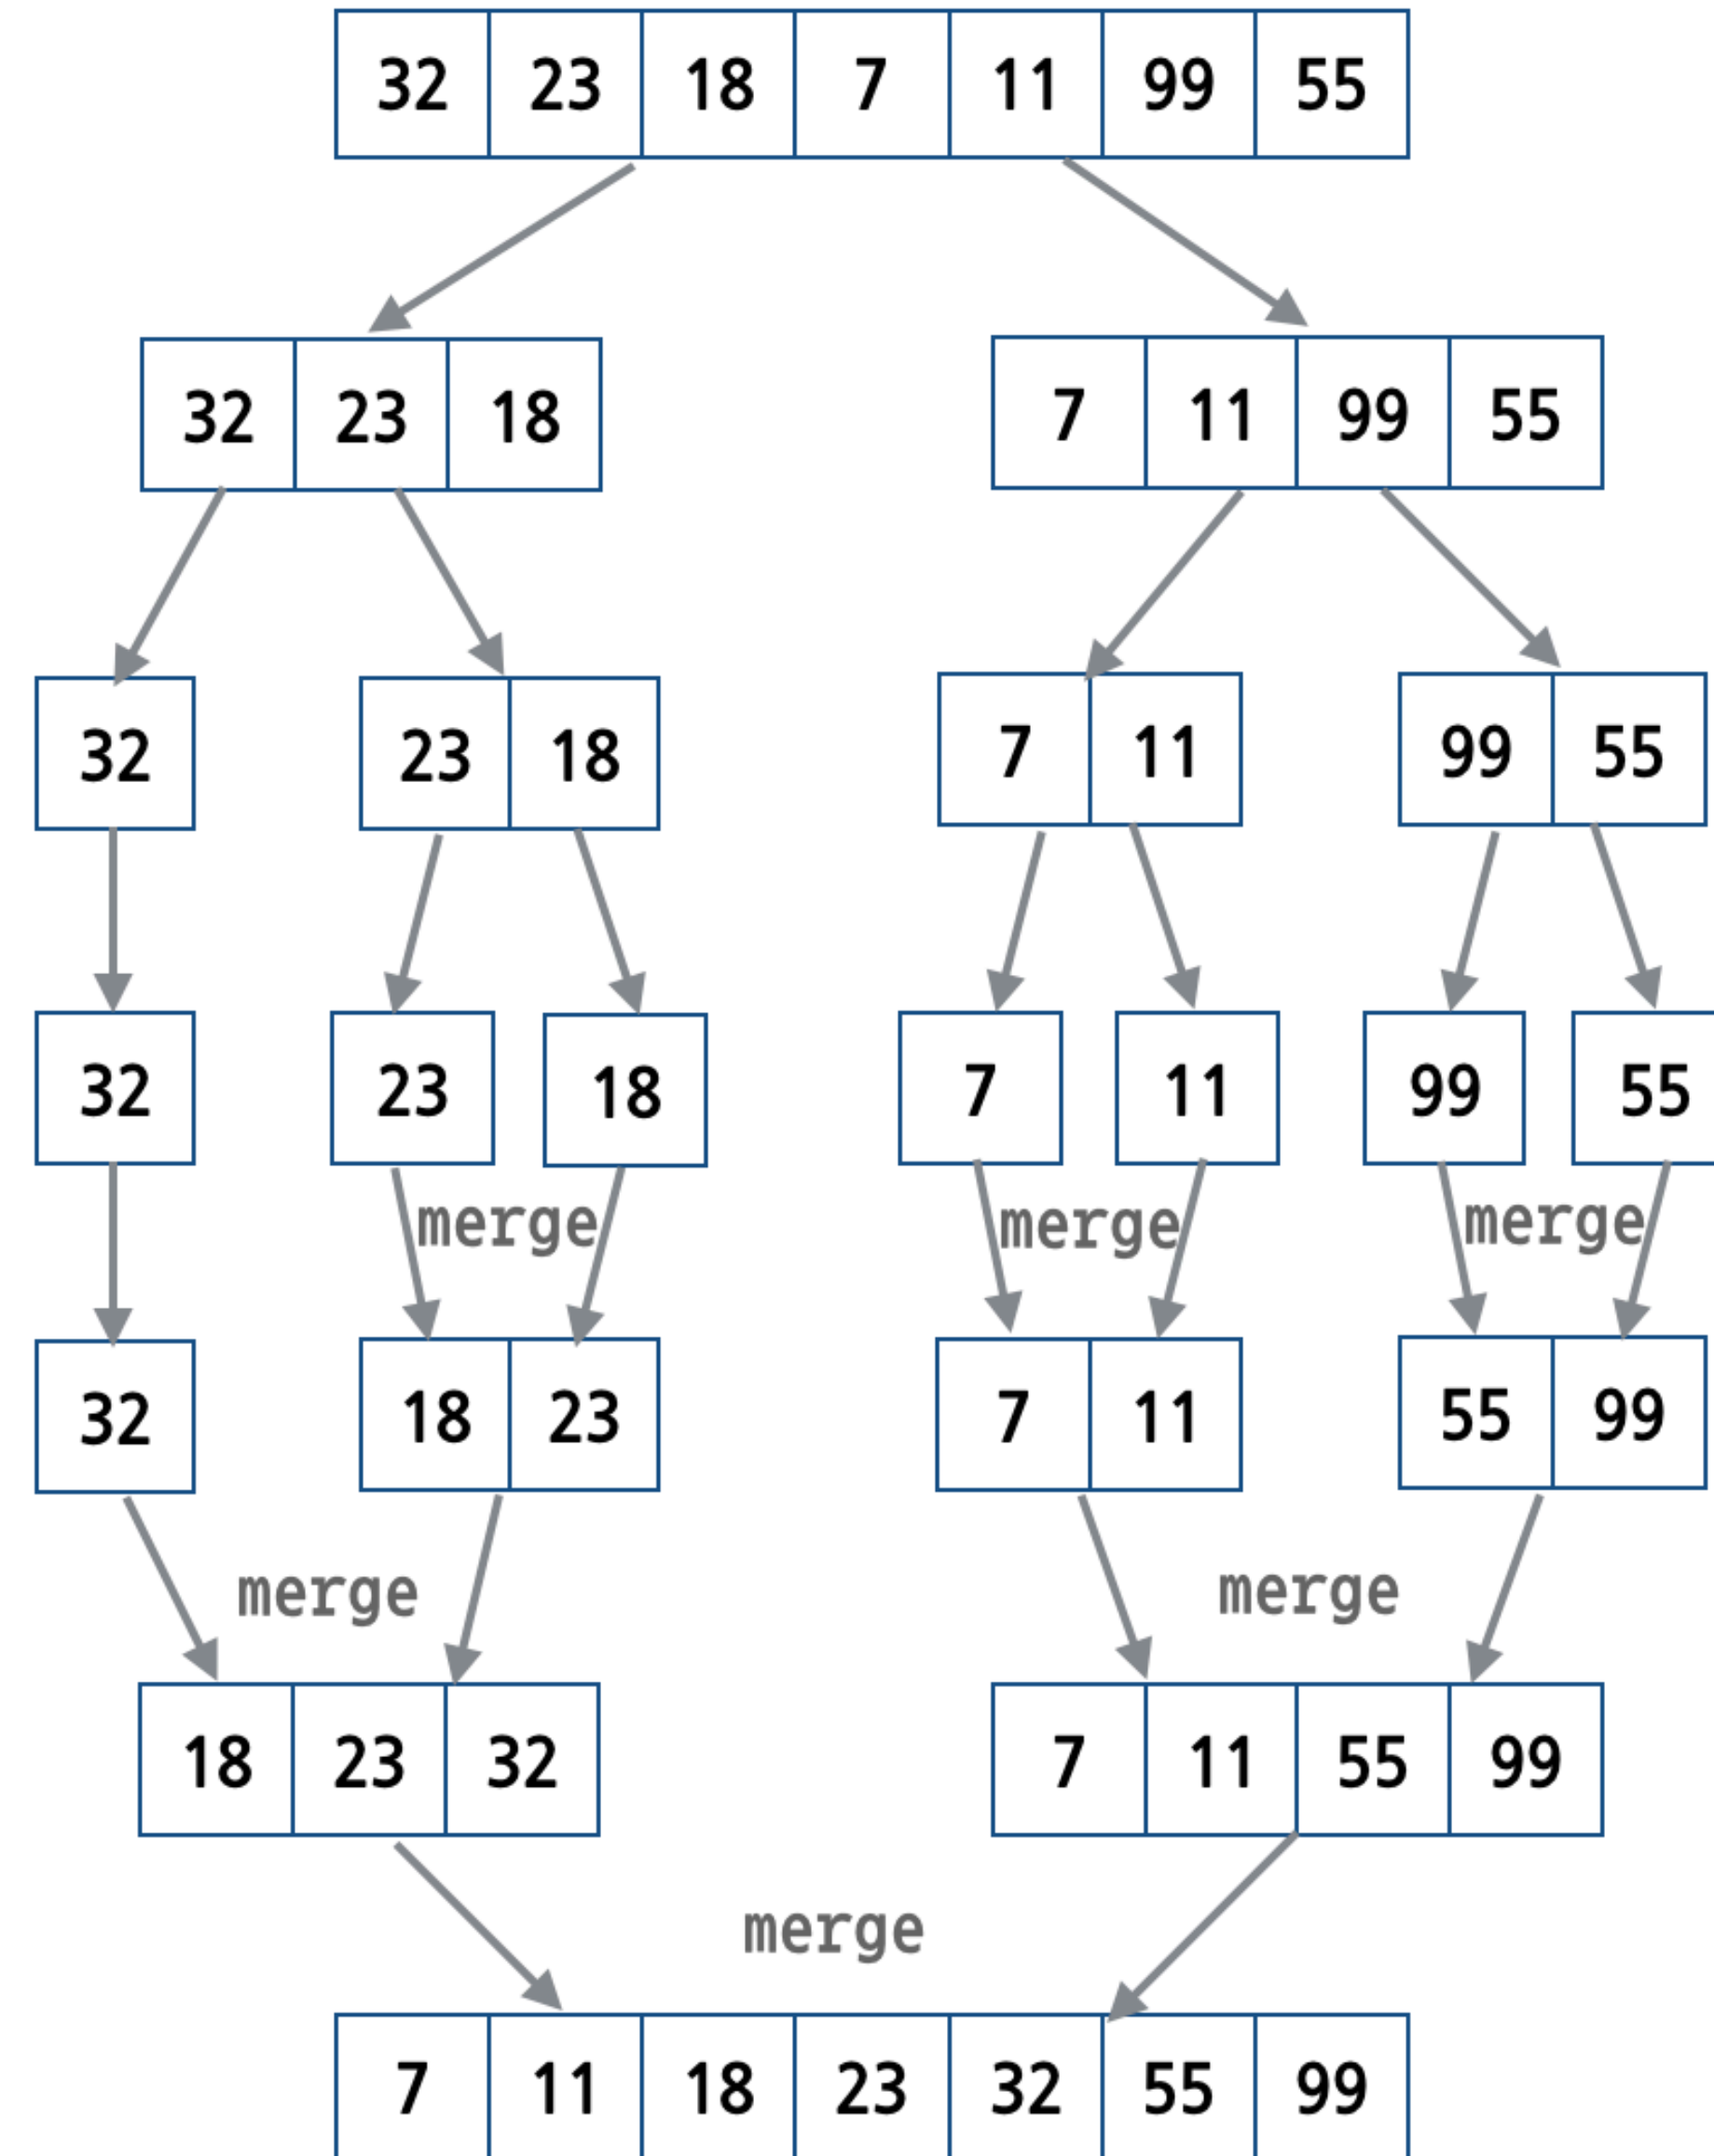 32 23 18 7 11 99 55
32 23 18 7 11 99 55
32 23 18 7 11 99 55
32 23 18 7 11 99 55
merge merge merge
32 18 23 7 11 55 99
merge merge
18 23 32 7 11 55 99
merge
7 11 18 23 32 55 99